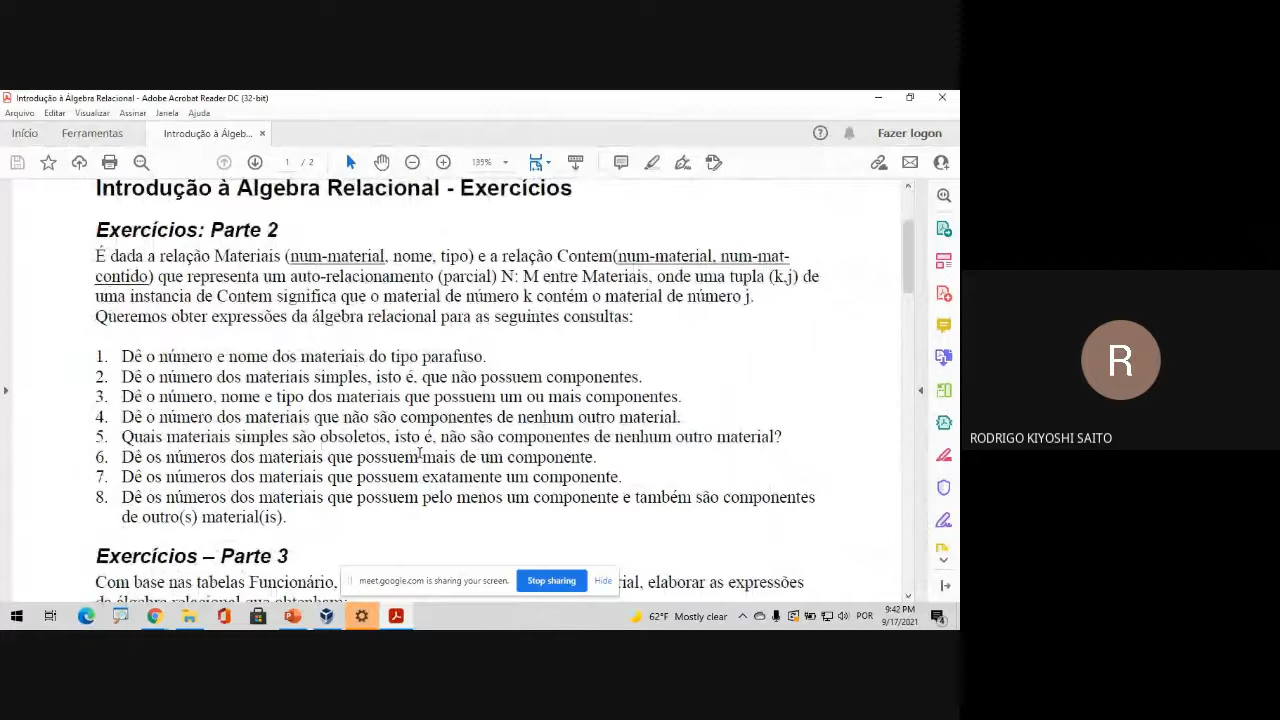 Introdução à Álgebra Relacional - Adobe Acrobat Reader DC (32-bit)
Arquivo Editar Visualizar Assinar Janela Ajuda
Início Ferramentas Introdução à Álgeb... × Fazer logon
1 / 2 135%
Introdução à Álgebra Relacional - Exercícios
Exercícios: Parte 2
É dada a relação Materiais (num-material, nome, tipo) e a relação Contem(num-material, num-mat-
contido) que representa um auto-relacionamento (parcial) N: M entre Materiais, onde uma tupla (k,j) de
uma instancia de Contem significa que o material de número k contém o material de número j.
Queremos obter expressões da álgebra relacional para as seguintes consultas:
1. Dê o número e nome dos materiais do tipo parafuso.
2. Dê o número dos materiais simples, isto é, que não possuem componentes.
3. Dê o número, nome e tipo dos materiais que possuem um ou mais componentes.
4. Dê o número dos materiais que não são componentes de nenhum outro material.
5. Quais materiais simples são obsoletos, isto é, não são componentes de nenhum outro material?
6. Dê os números dos materiais que possuem mais de um componente.
7. Dê os números dos materiais que possuem exatamente um componente.
8. Dê os números dos materiais que possuem pelo menos um componente e também são componentes
de outro(s) material(is).
Exercícios – Parte 3
Com base nas tabelas Funcionário, rial, elaborar as expressões
da álgebra relacional que obtenham:
meet.google.com is sharing your screen. Stop sharing Hide
62°F Mostly clear POR 9:42 PM
9/17/2021 4
R
RODRIGO KIYOSHI SAITO